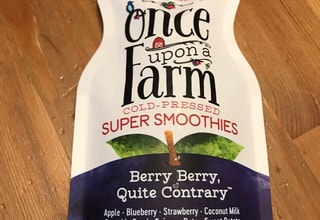 Once
upon a
Farm
COLD-PRESSED
SUPER SMOOTHIES
Berry Berry,
Quite Contrary™
Apple · Blueberry · Strawberry · Coconut Milk